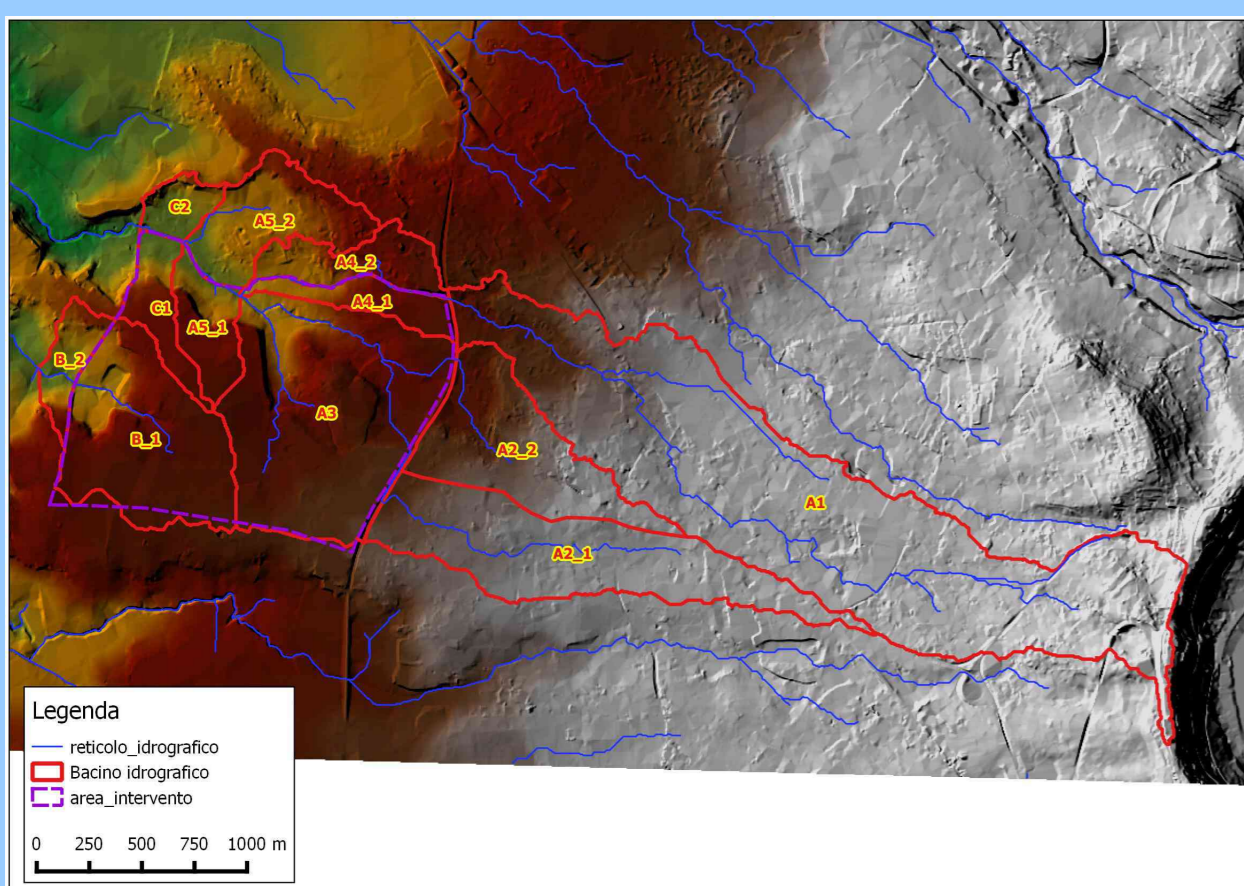 C2
A5_2
A4_2
A4_1
C1
A5_1
B_2
A3
B_1
A2_2
A1
A2_1
Legenda
reticolo_idrografico
Bacino idrografico
area_intervento
0 250 500 750 1000 m